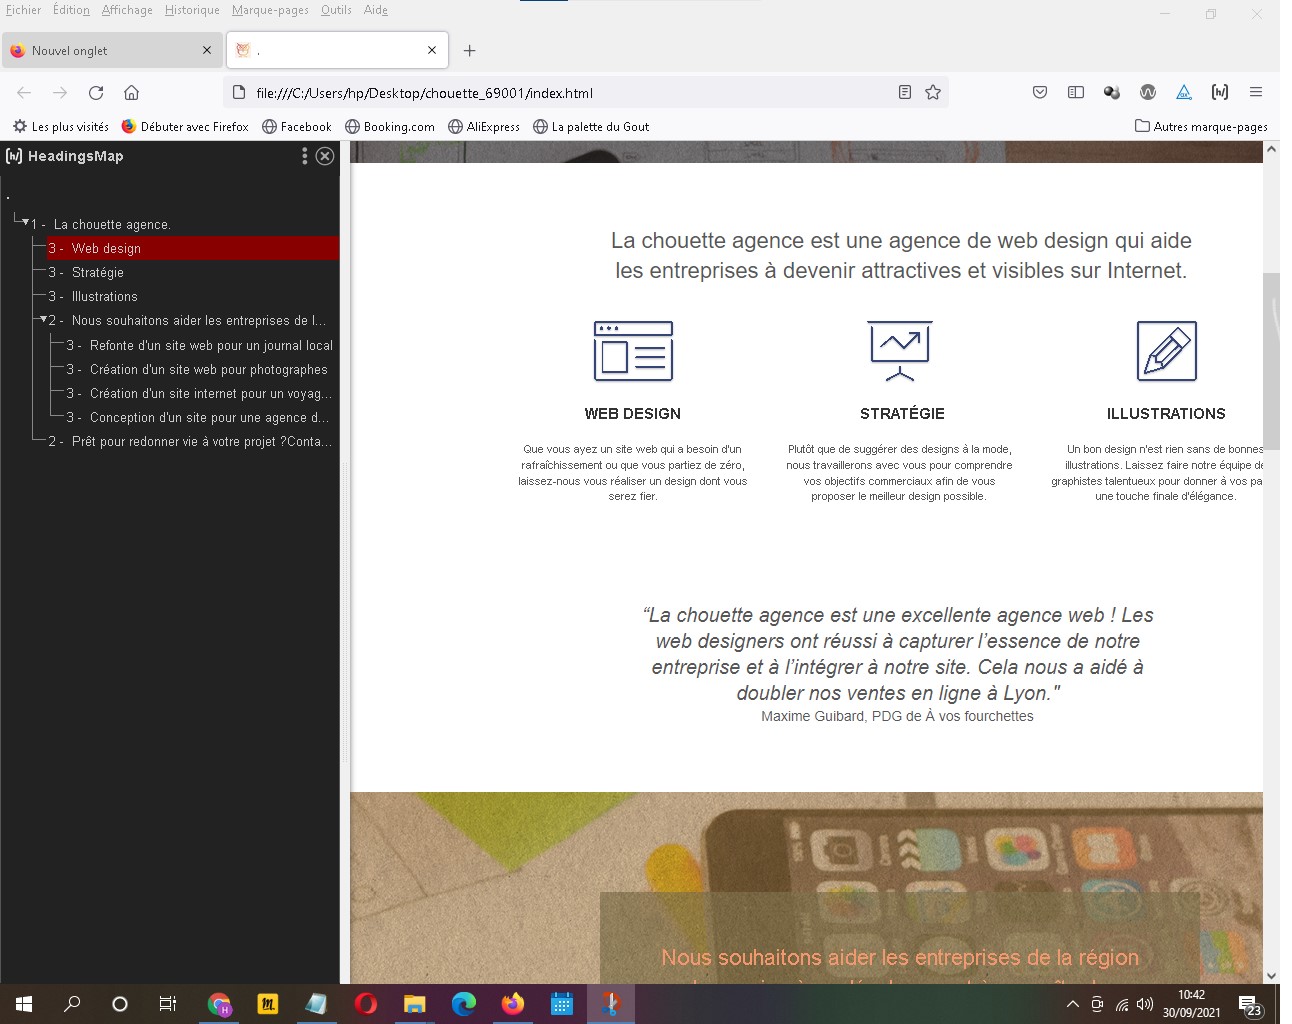 Fichier Édition Affichage Historique Marque-pages Outils Aide
Nouvel onglet
.
file:///C:/Users/hp/Desktop/chouette_69001/index.html
Les plus visités Débuter avec Firefox Facebook Booking.com AliExpress La palette du Gout Autres marque-pages
HeadingsMap
.
1 - La chouette agence.
3 - Web design
3 - Stratégie
3 - Illustrations
2 - Nous souhaitons aider les entreprises de l...
3 - Refonte d'un site web pour un journal local
3 - Création d'un site web pour photographes
3 - Création d'un site internet pour un voyag...
3 - Conception d'un site pour une agence d...
2 - Prêt pour redonner vie à votre projet ?Conta...
La chouette agence est une agence de web design qui aide
les entreprises à devenir attractives et visibles sur Internet.
WEB DESIGN
Que vous ayez un site web qui a besoin d'un
rafraîchissement ou que vous partiez de zéro,
laissez-nous vous réaliser un design dont vous
serez fier.
STRATÉGIE
Plutôt que de suggérer des designs à la mode,
nous travaillerons avec vous pour comprendre
vos objectifs commerciaux afin de vous
proposer le meilleur design possible.
ILLUSTRATIONS
Un bon design n'est rien sans de bonnes
illustrations. Laissez faire notre équipe de
graphistes talentueux pour donner à vos pa
une touche finale d'élégance.
“La chouette agence est une excellente agence web ! Les
web designers ont réussi à capturer l’essence de notre
entreprise et à l’intégrer à notre site. Cela nous a aidé à
doubler nos ventes en ligne à Lyon."
Maxime Guibard, PDG de À vos fourchettes
Nous souhaitons aider les entreprises de la région
10:42
30/09/2021
23